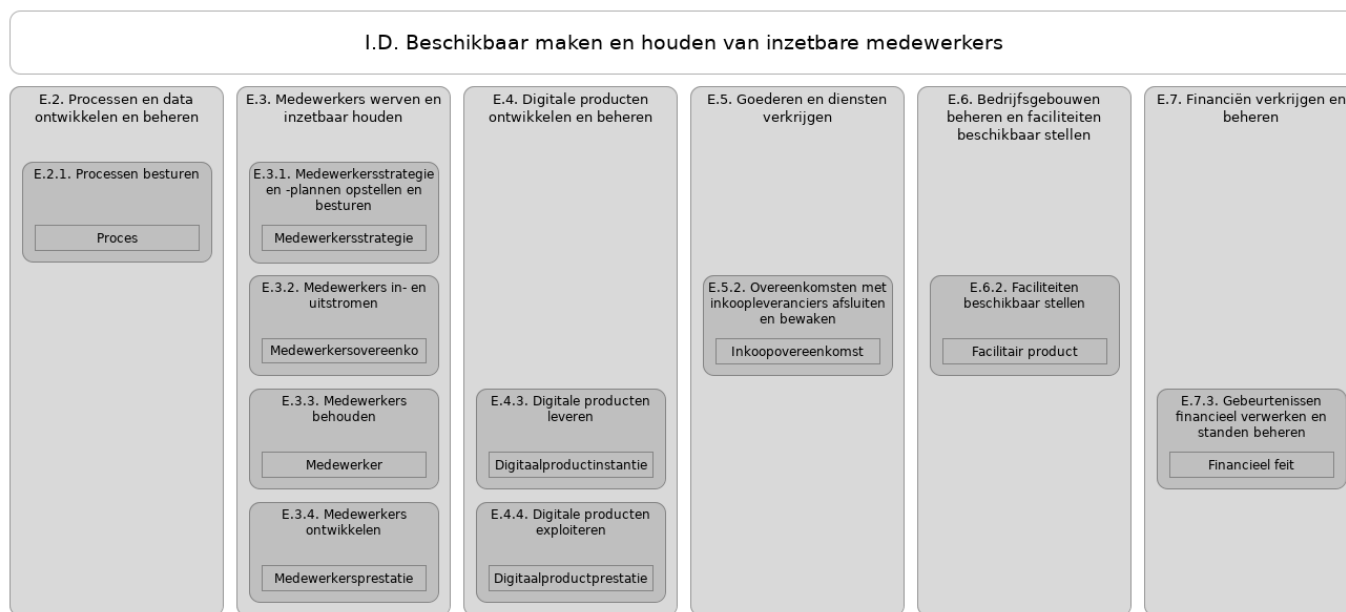 I.D. Beschikbaar maken en houden van inzetbare medewerkers
E.2. Processen en data
ontwikkelen en beheren
E.2.1. Processen besturen
Proces
E.3. Medewerkers werven en
inzetbaar houden
E.3.1. Medewerkersstrategie
en -plannen opstellen en
besturen
Medewerkersstrategie
E.3.2. Medewerkers in- en
uitstromen
Medewerkersovereenko
E.3.3. Medewerkers
behouden
Medewerker
E.3.4. Medewerkers
ontwikkelen
Medewerkersprestatie
E.4. Digitale producten
ontwikkelen en beheren
E.4.3. Digitale producten
leveren
Digitaalproductinstantie
E.4.4. Digitale producten
exploiteren
Digitaalproductprestatie
E.5. Goederen en diensten
verkrijgen
E.5.2. Overeenkomsten met
inkoopleveranciers afsluiten
en bewaken
Inkoopovereenkomst
E.6. Bedrijfsgebouwen
beheren en faciliteiten
beschikbaar stellen
E.6.2. Faciliteiten
beschikbaar stellen
Facilitair product
E.7. Financiën verkrijgen en
beheren
E.7.3. Gebeurtenissen
financieel verwerken en
standen beheren
Financieel feit